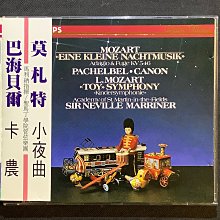 莫札特 小夜曲
巴海貝爾 卡農
PHILIPS
MOZART
•EINE KLEINE NACHTMUSIK•
Adagio & Fuge KV 546
PACHELBEL•CANON
L. MOZART
•TOY-SYMPHONY•
»Kindersymphonie«
Academy of St. Martin-in-the-Fields
SIR NEVILLE MARRINER